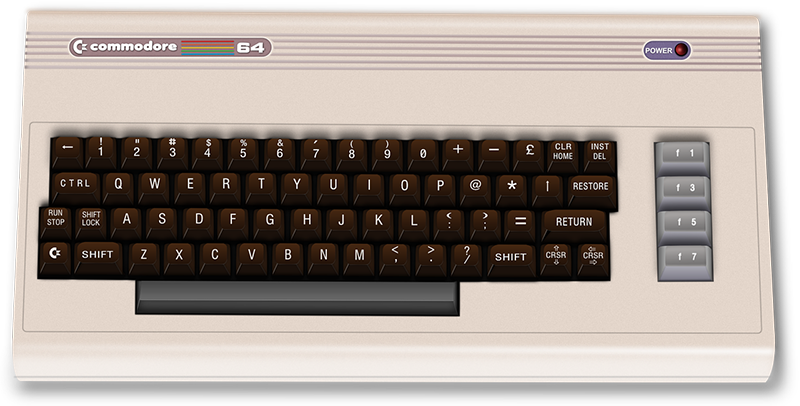 commodore 64
POWER
← ! 1 " 2 # 3 $ 4 % 5 & 6 ' 7 ( 8 ) 9 0 + − £ CLR HOME INST DEL f 1
CTRL Q W E R T Y U I O P @ * RESTORE f 3
RUN STOP SHIFT LOCK A S D F G H J K L = RETURN f 5
SHIFT Z X C V B N M < , > . ? / SHIFT ⇧ CRSR ⇩ ⇦ CRSR ⇨ f 7